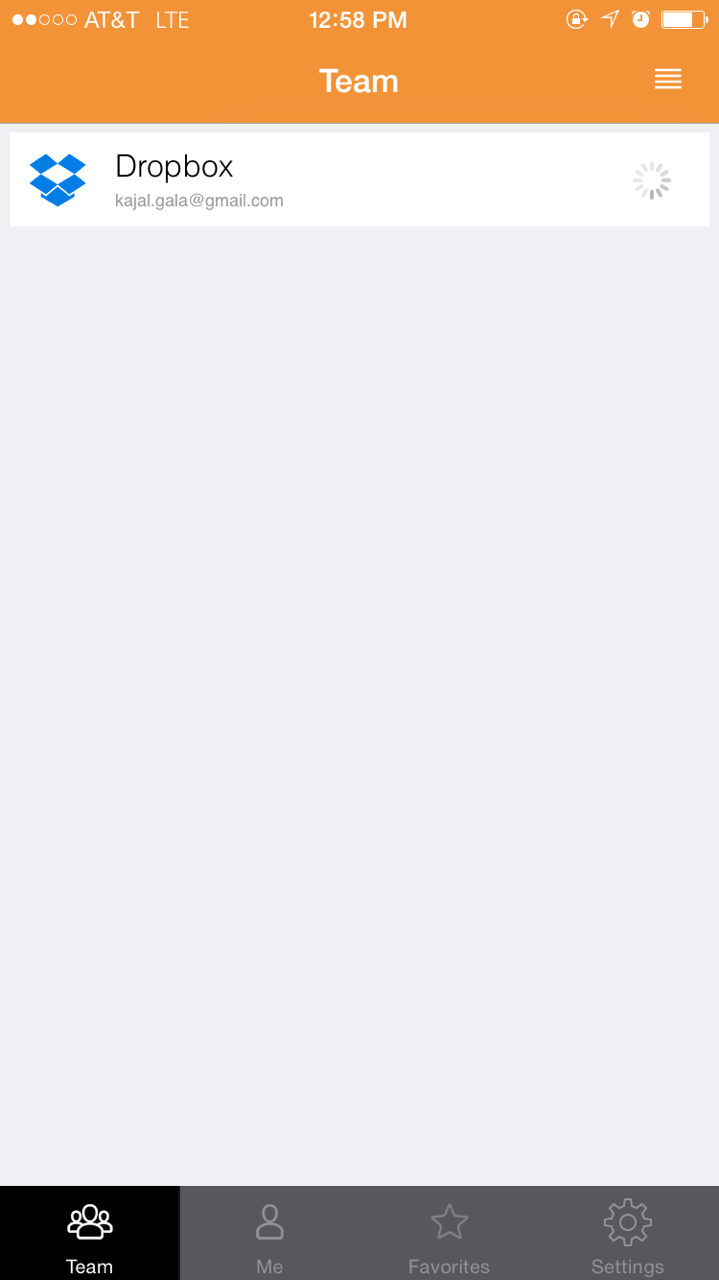 AT&T LTE 12:58 PM
Team
Dropbox
kajal.gala@gmail.com
Team Me Favorites Settings